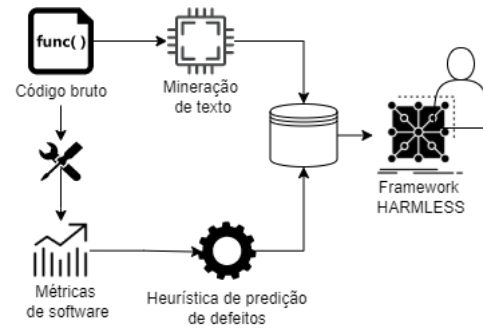 func( )
Código bruto
Mineração
de texto
Framework
HARMLESS
Métricas
de software
Heurística de predição
de defeitos